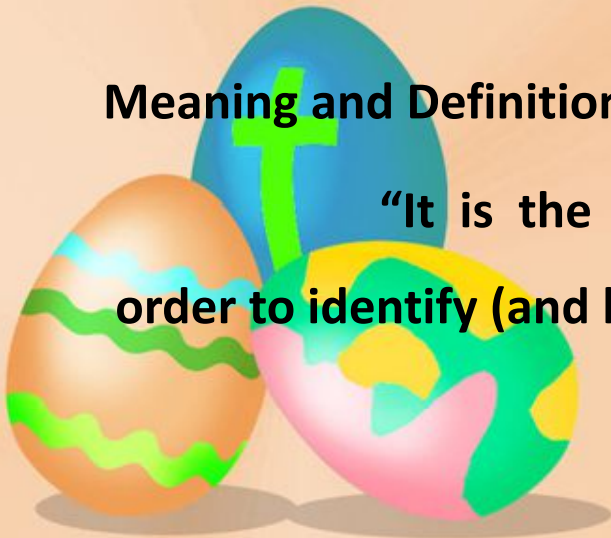 Meaning and Definition
“It is the
order to identify (and